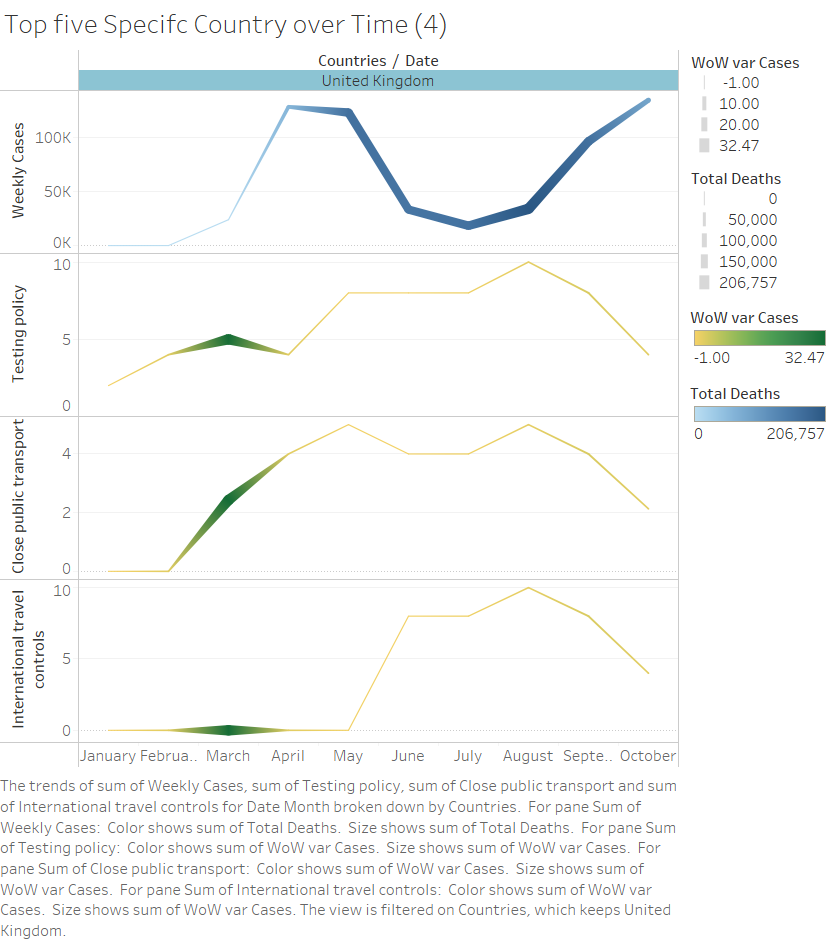 Top five Specifc Country over Time (4)
Countries / Date
United Kingdom
WoW var Cases
-1.00
10.00
20.00
32.47
Total Deaths
0
50,000
100,000
150,000
206,757
WoW var Cases
-1.00 32.47
Total Deaths
0 206,757
Weekly Cases
100K
50K
0K
Testing policy
10
5
0
Close public transport
4
2
0
International travel
controls
10
5
0
January Februa.. March April May June July August Septe.. October
The trends of sum of Weekly Cases, sum of Testing policy, sum of Close public transport and sum
of International travel controls for Date Month broken down by Countries. For pane Sum of
Weekly Cases: Color shows sum of Total Deaths. Size shows sum of Total Deaths. For pane Sum
of Testing policy: Color shows sum of WoW var Cases. Size shows sum of WoW var Cases. For
pane Sum of Close public transport: Color shows sum of WoW var Cases. Size shows sum of
WoW var Cases. For pane Sum of International travel controls: Color shows sum of WoW var
Cases. Size shows sum of WoW var Cases. The view is filtered on Countries, which keeps United
Kingdom.